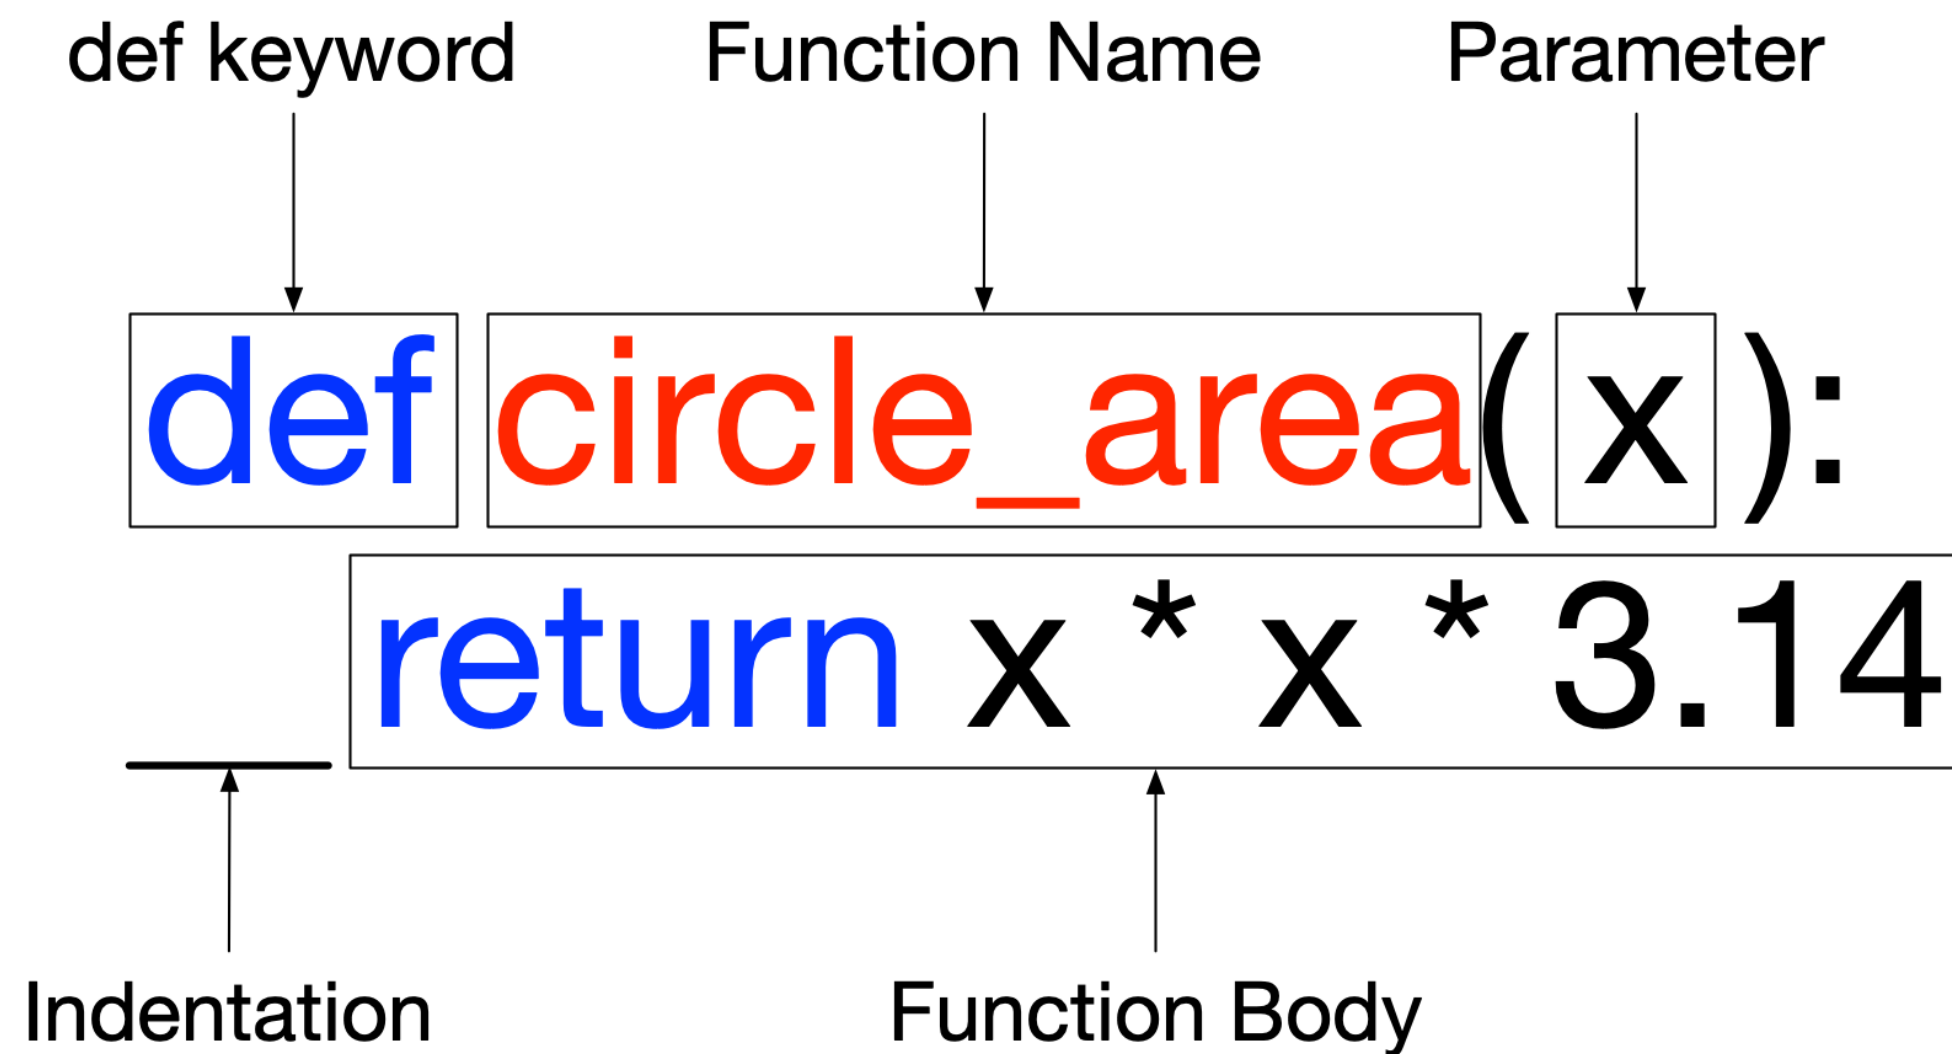 def keyword Function Name Parameter
def circle_area( x ):
return x * x * 3.14
Indentation Function Body